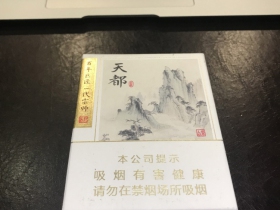 天都
本公司提示
吸烟有害健康
请勿在禁烟场所吸烟